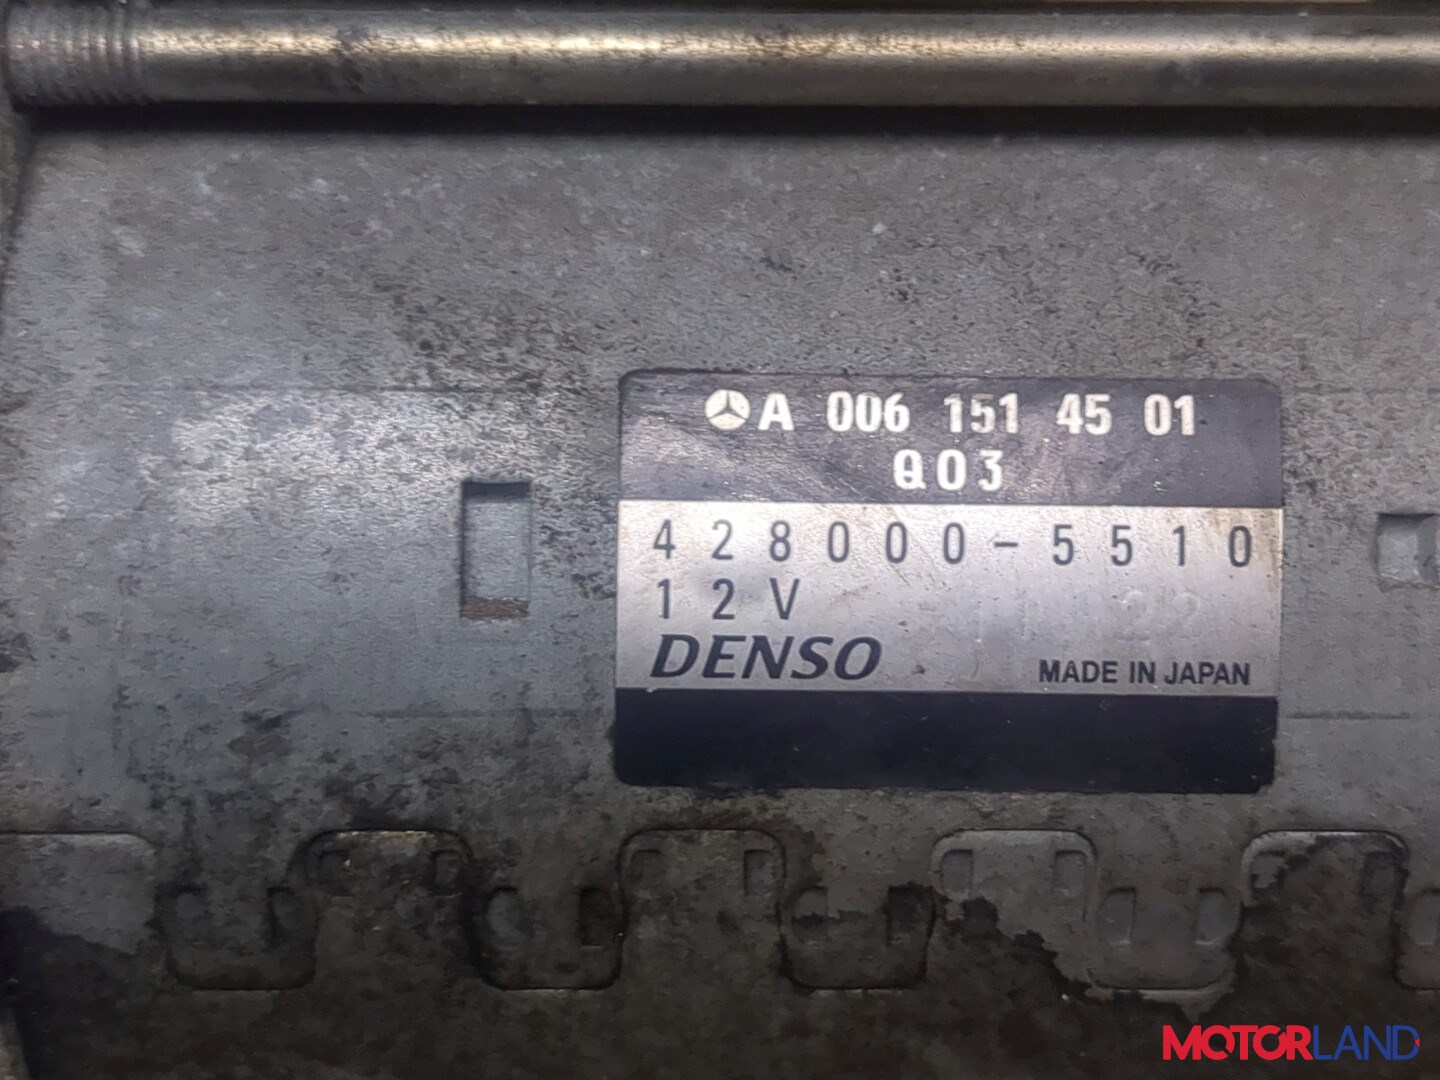 A 006 151 45 01
Q03
428000-5510
12V
DENSO
MADE IN JAPAN
MOTORLAND